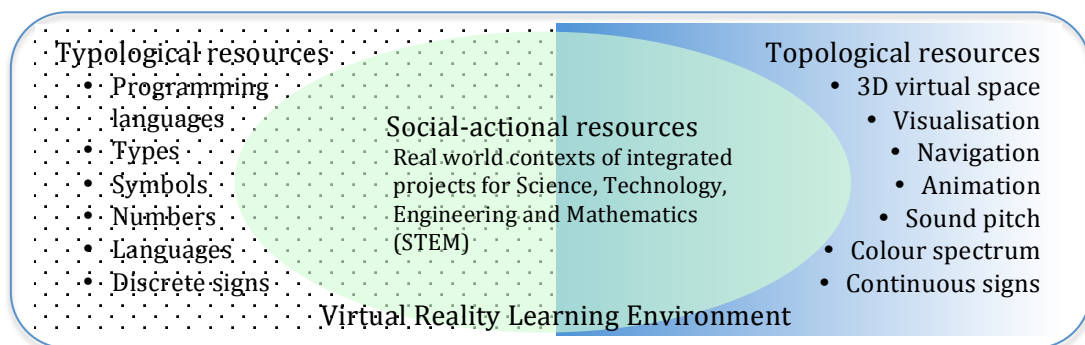 Typological resources
• Programming
languages
• Types
• Symbols
• Numbers
• Languages
• Discrete signs
Social-actional resources
Real world contexts of integrated
projects for Science, Technology,
Engineering and Mathematics
(STEM)
Topological resources
• 3D virtual space
• Visualisation
• Navigation
• Animation
• Sound pitch
• Colour spectrum
• Continuous signs
Virtual Reality Learning Environment